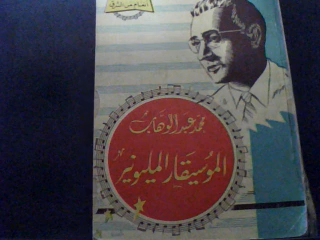 محمد عبد الوهاب
الموسيقار المليونير